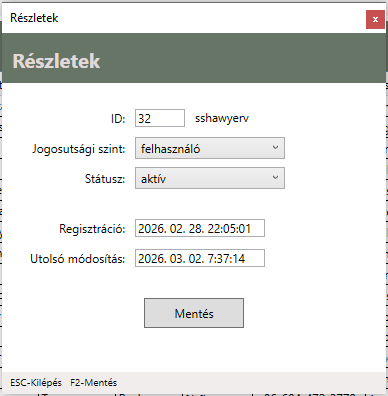 Részletek
Részletek
ID: 32 sshawyerv
Jogosutsági szint: felhasználó
Státusz: aktív
Regisztráció: 2026. 02. 28. 22:05:01
Utolsó módosítás: 2026. 03. 02. 7:37:14
Mentés
ESC-Kilépés F2-Mentés